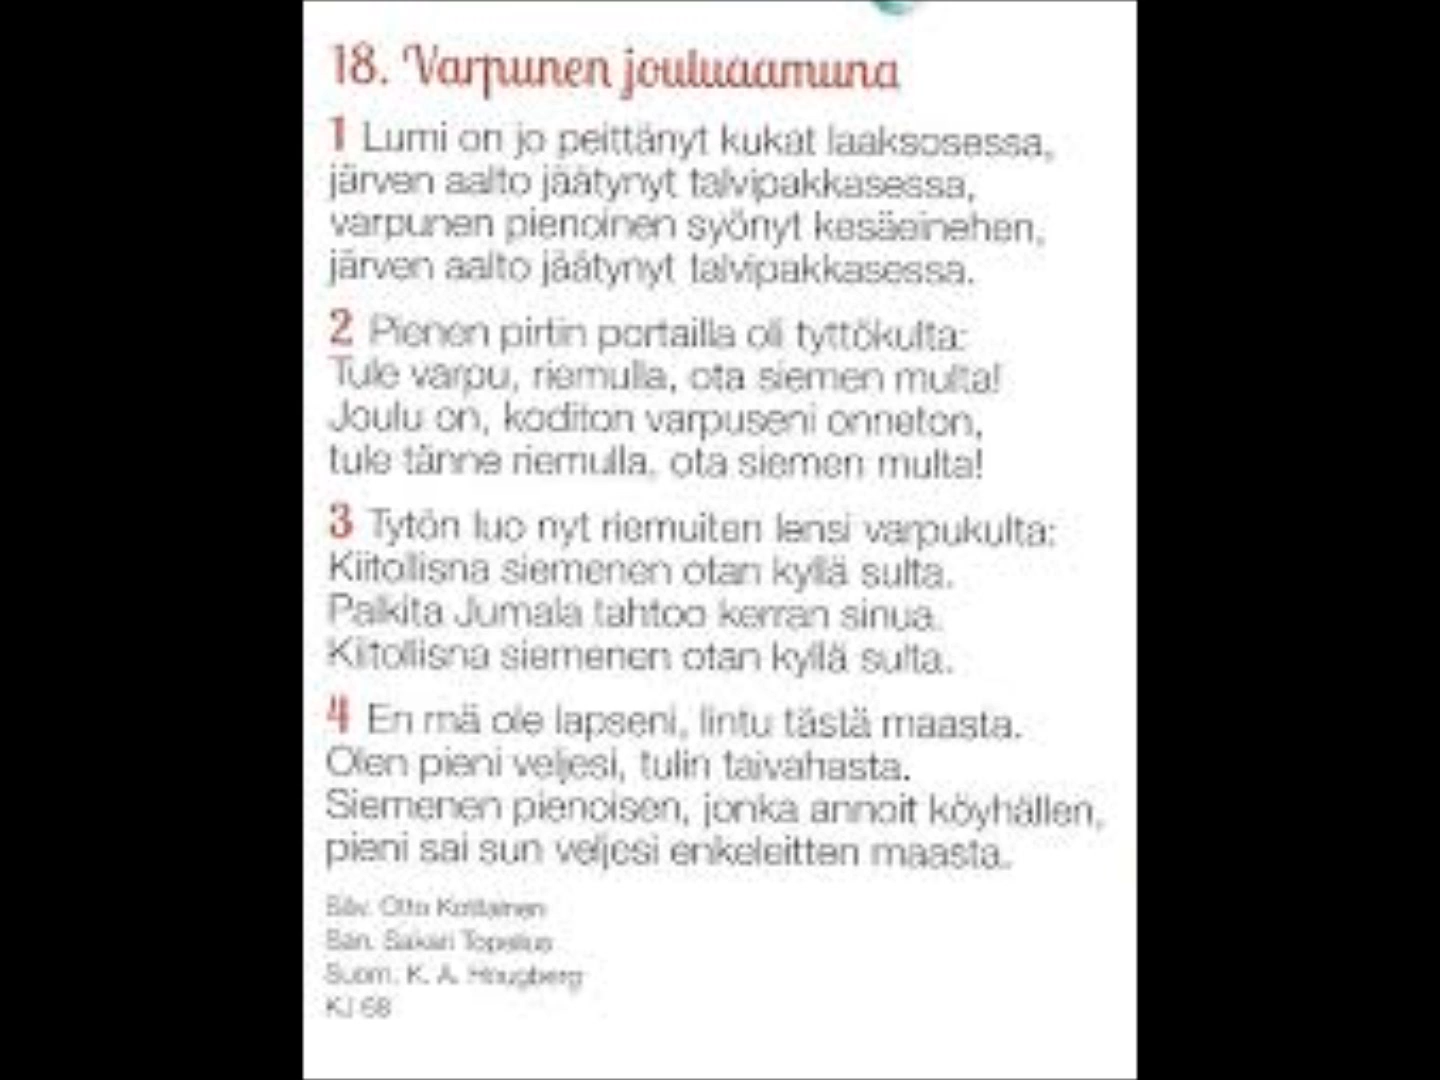 18. Varpunen jouluaamuna
1 Lumi on jo peittänyt kukat laaksosessa,
järven aalto jäätynyt talvipakkasessa,
varpunen pienoinen syönyt kesäeinehen,
järven aalto jäätynyt talvipakkasessa.
2 Pienen pirtin portailla oli tyttökulta:
Tule varpu, riemulla, ota siemen multa!
Joulu on, koditon varpuseni onneton,
tule tänne riemulla, ota siemen multa!
3 Tytön luo nyt riemuiten lensi varpukulta:
Kiitollisna siemenen otan kyllä sulta.
Palkita Jumala tahtoo kerran sinua.
Kiitollisna siemenen otan kyllä sulta.
4 En mä ole lapseni, lintu tästä maasta.
Olen pieni veljesi, tulin taivahasta.
Siemenen pienoisen, jonka annoit köyhällen,
pieni sai sun veljesi enkeleitten maasta.
Säv. Otto Kotilainen
San. Sakari Topelius
Suom. K. A. Hougberg
KJ 68